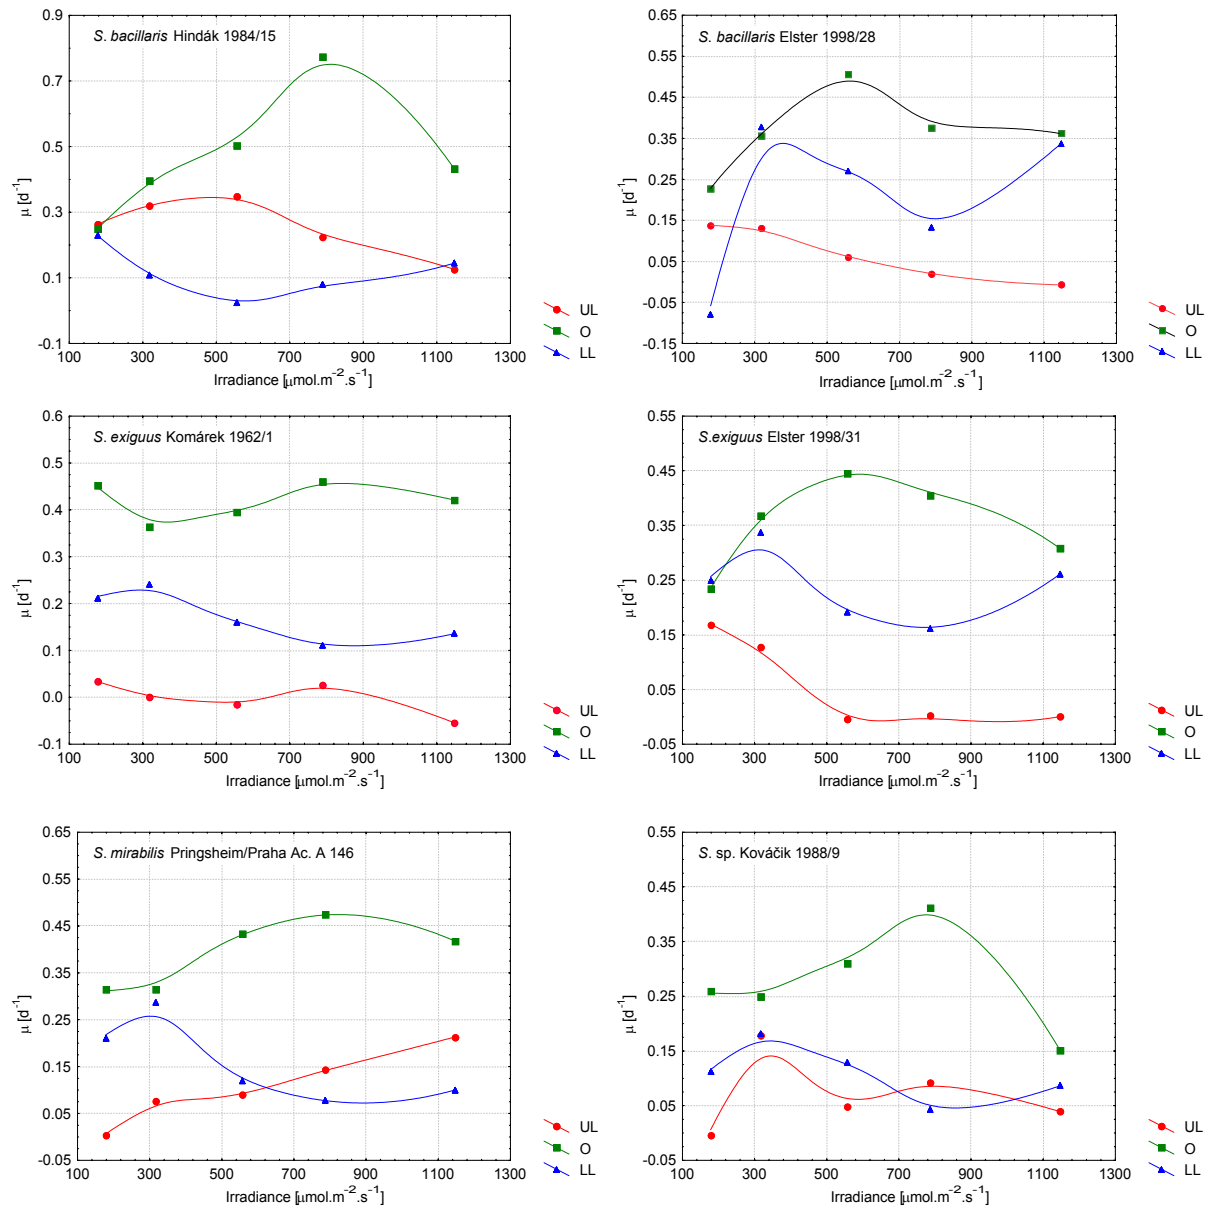 S. bacillaris Hindák 1984/15
0.9
0.7
0.5
0.3
0.1
-0.1
μ [d⁻¹]
100 300 500 700 900 1100 1300
Irradiance [μmol.m⁻².s⁻¹]
UL
O
LL
S. bacillaris Elster 1998/28
0.65
0.55
0.45
0.35
0.25
0.15
0.05
-0.05
-0.15
μ [d⁻¹]
100 300 500 700 900 1100 1300
Irradiance [μmol.m⁻².s⁻¹]
UL
O
LL
S. exiguus Komárek 1962/1
0.6
0.5
0.4
0.3
0.2
0.1
0.0
-0.1
μ [d⁻¹]
100 300 500 700 900 1100 1300
Irradiance [μmol.m⁻².s⁻¹]
UL
O
LL
S.exiguus Elster 1998/31
0.55
0.45
0.35
0.25
0.15
0.05
-0.05
μ [d⁻¹]
100 300 500 700 900 1100 1300
Irradiance [μmol.m⁻².s⁻¹]
UL
O
LL
S. mirabilis Pringsheim/Praha Ac. A 146
0.65
0.55
0.45
0.35
0.25
0.15
0.05
-0.05
μ [d⁻¹]
100 300 500 700 900 1100 1300
Irradiance [μmol.m⁻².s⁻¹]
UL
O
LL
S. sp. Kováčik 1988/9
0.55
0.45
0.35
0.25
0.15
0.05
-0.05
μ [d⁻¹]
100 300 500 700 900 1100 1300
Irradiance [μmol.m⁻².s⁻¹]
UL
O
LL